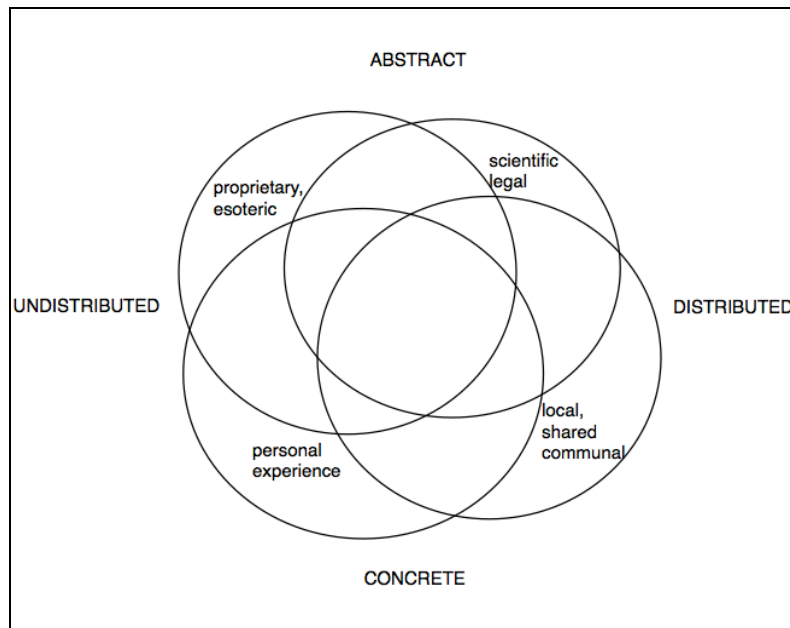 ABSTRACT
scientific
legal
proprietary,
esoteric
UNDISTRIBUTED
DISTRIBUTED
local,
shared
communal
personal
experience
CONCRETE